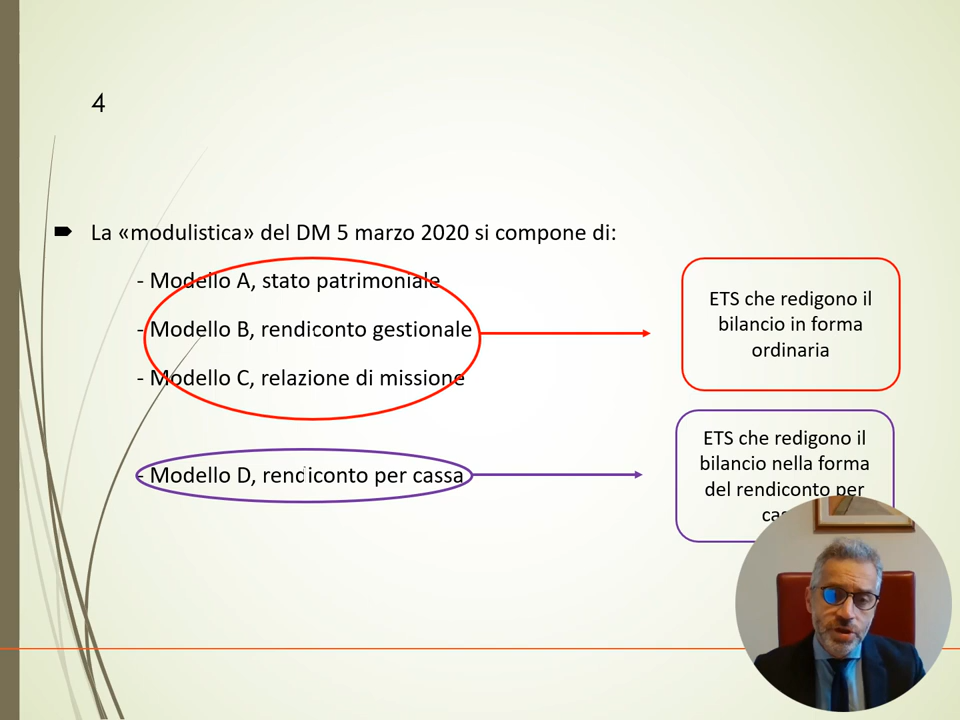 4
La «modulistica» del DM 5 marzo 2020 si compone di:
- Modello A, stato patrimoniale
- Modello B, rendiconto gestionale
- Modello C, relazione di missione
- Modello D, rendiconto per cassa
ETS che redigono il
bilancio in forma
ordinaria
ETS che redigono il
bilancio nella forma
del rendiconto per